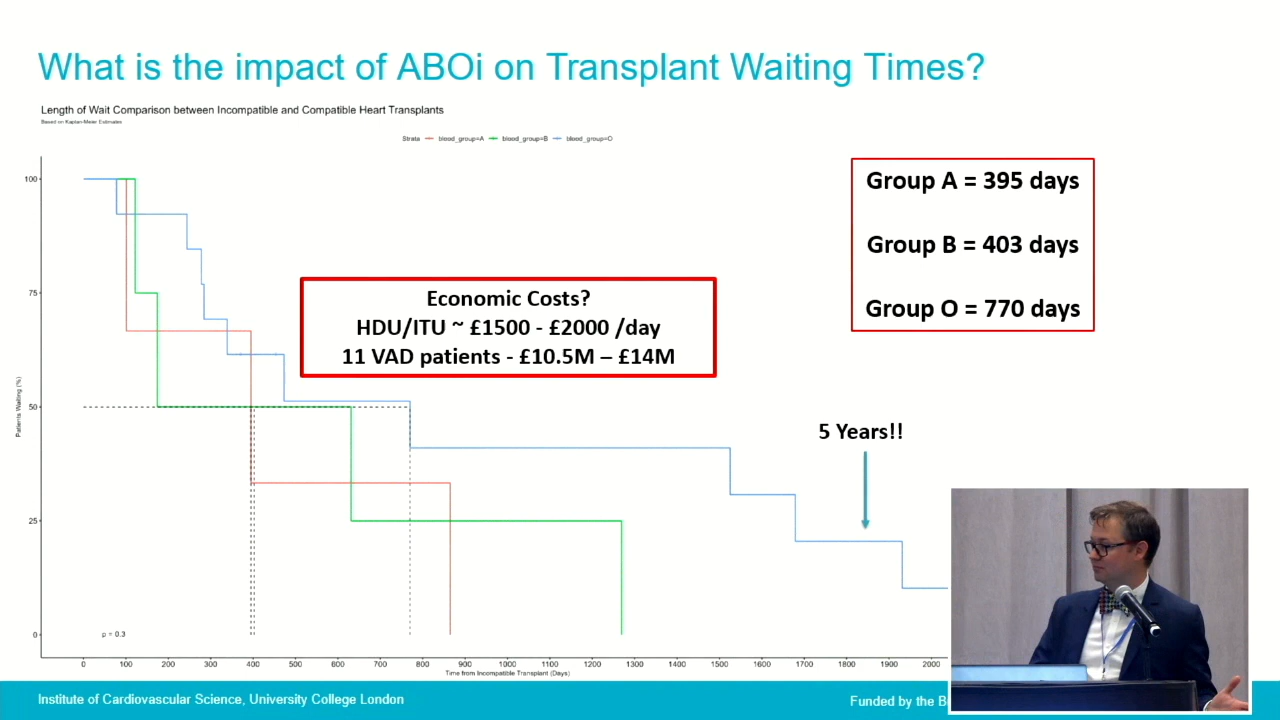 What is the impact of ABOi on Transplant Waiting Times?
Length of Wait Comparison between Incompatible and Compatible Heart Transplants
Based on Kaplan-Meier Estimates
Strata blood_group=A blood_group=B blood_group=O
Group A = 395 days
Group B = 403 days
Group O = 770 days
Economic Costs?
HDU/ITU ~ £1500 - £2000 /day
11 VAD patients - £10.5M – £14M
5 Years!!
Patients Waiting (%)
100
75
50
25
0
p = 0.3
0 100 200 300 400 500 600 700 800 900 1000 1100 1200 1300 1400 1500 1600 1700 1800 1900 2000
Time from Incompatible Transplant (Days)
Institute of Cardiovascular Science, University College London
Funded by the